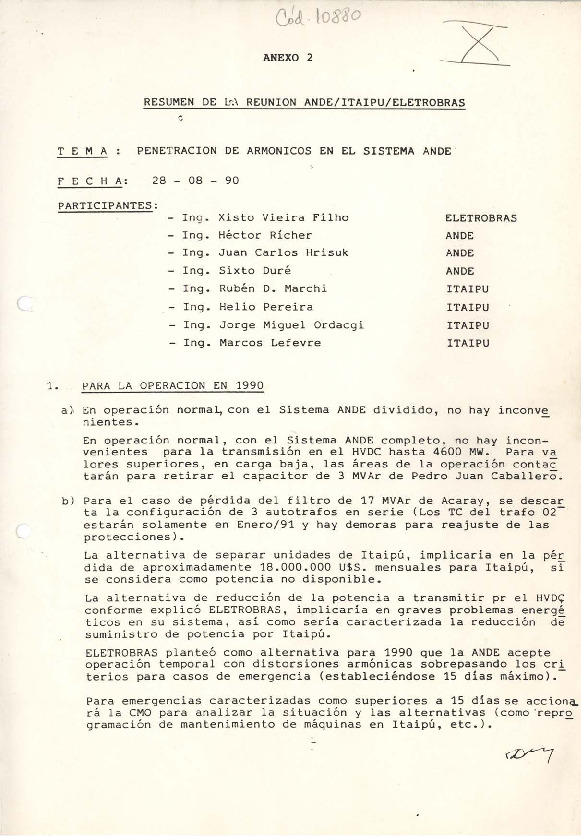 Cód. 10880
ANEXO 2
RESUMEN DE LA REUNION ANDE/ITAIPU/ELETROBRAS
T E M A : PENETRACION DE ARMONICOS EN EL SISTEMA ANDE
F E C H A: 28 - 08 - 90
PARTICIPANTES:
- Ing. Xisto Vieira Filho ELETROBRAS
- Ing. Héctor Rícher ANDE
- Ing. Juan Carlos Hrisuk ANDE
- Ing. Sixto Duré ANDE
- Ing. Rubén D. Marchi ITAIPU
- Ing. Helio Pereira ITAIPU
- Ing. Jorge Miguel Ordacgi ITAIPU
- Ing. Marcos Lefevre ITAIPU
1. PARA LA OPERACION EN 1990
a) En operación normal, con el Sistema ANDE dividido, no hay inconve
nientes.
En operación normal, con el Sistema ANDE completo, no hay incon-
venientes para la transmisión en el HVDC hasta 4600 MW. Para va
lores superiores, en carga baja, las áreas de la operación contac
tarán para retirar el capacitor de 3 MVAr de Pedro Juan Caballero.
b) Para el caso de pérdida del filtro de 17 MVAr de Acaray, se descar
ta la configuración de 3 autotrafos en serie (Los TC del trafo 02
estarán solamente en Enero/91 y hay demoras para reajuste de las
protecciones).
La alternativa de separar unidades de Itaipú, implicaria en la pér
dida de aproximadamente 18.000.000 U$S. mensuales para Itaipú, si
se considera como potencia no disponible.
La alternativa de reducción de la potencia a transmitir pr el HVDC
conforme explicó ELETROBRAS, implicaría en graves problemas energé
ticos en su sistema, así como sería caracterizada la reducción de
suministro de potencia por Itaipú.
ELETROBRAS planteó como alternativa para 1990 que la ANDE acepte
operación temporal con distorsiones armónicas sobrepasando los cri
terios para casos de emergencia (estableciéndose 15 días máximo).
Para emergencias caracterizadas como superiores a 15 días se acciona
rá la CMO para analizar la situación y las alternativas (como repro
gramación de mantenimiento de máquinas en Itaipú, etc.).